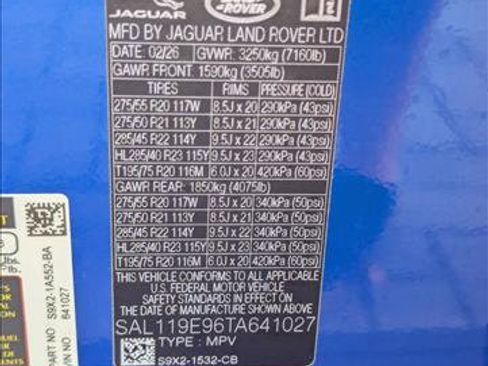 JAGUAR
ROVER
MFD BY JAGUAR LAND ROVER LTD
DATE: 02/26 GVWR: 3250kg (7160lb)
GAWR FRONT: 1590kg (3505lb)
TIRES RIMS PRESSURE (COLD)
275/55 R20 117W 8.5J x 20 290kPa (43psi)
275/50 R21 113Y 8.5J x 21 290kPa (43psi)
285/45 R22 114Y 9.5J x 22 290kPa (43psi)
HL285/40 R23 115Y 9.5J x 23 290kPa (43psi)
T195/75 R20 116M 6.0J x 20 420kPa (60psi)
GAWR REAR: 1850kg (4075lb)
275/55 R20 117W 8.5J x 20 340kPa (50psi)
275/50 R21 113Y 8.5J x 21 340kPa (50psi)
285/45 R22 114Y 9.5J x 22 340kPa (50psi)
HL285/40 R23 115Y 9.5J x 23 340kPa (50psi)
T195/75 R20 116M 6.0J x 20 420kPa (60psi)
THIS VEHICLE CONFORMS TO ALL APPLICABLE
U.S. FEDERAL MOTOR VEHICLE
SAFETY
DATE OF MANUFACTURE SHOWN ABOVE
SAL119E96TA641027
TYPE : MPV
S9X2-1532-CB
S9X2-1A552-BA
VIN NO 641027
lbs.